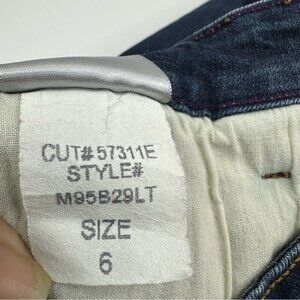 CUT# 57311E
STYLE#
M95B29LT
SIZE
6